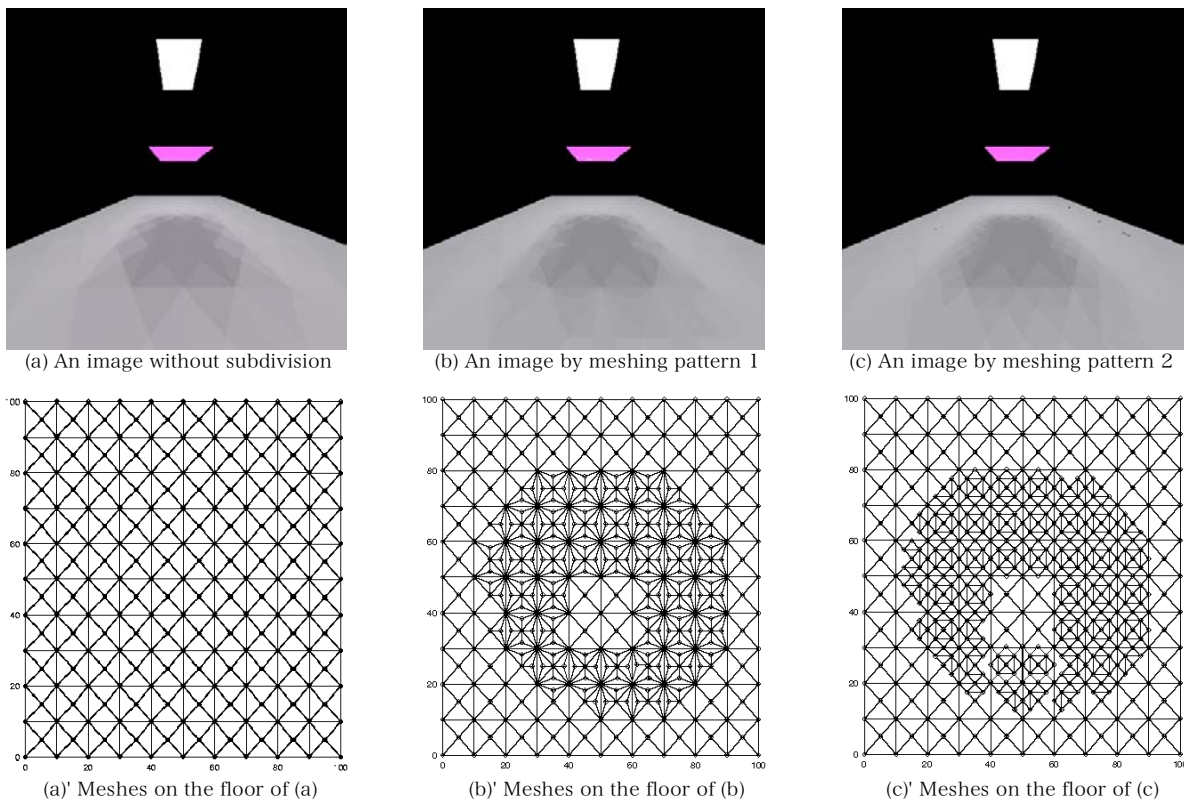 (a) An image without subdivision
(b) An image by meshing pattern 1
(c) An image by meshing pattern 2
100
80
60
40
20
0
0 20 40 60 80 100
100
80
60
40
20
0
0 20 40 60 80 100
100
80
60
40
20
0
0 20 40 60 80 100
(a)' Meshes on the floor of (a)
(b)' Meshes on the floor of (b)
(c)' Meshes on the floor of (c)